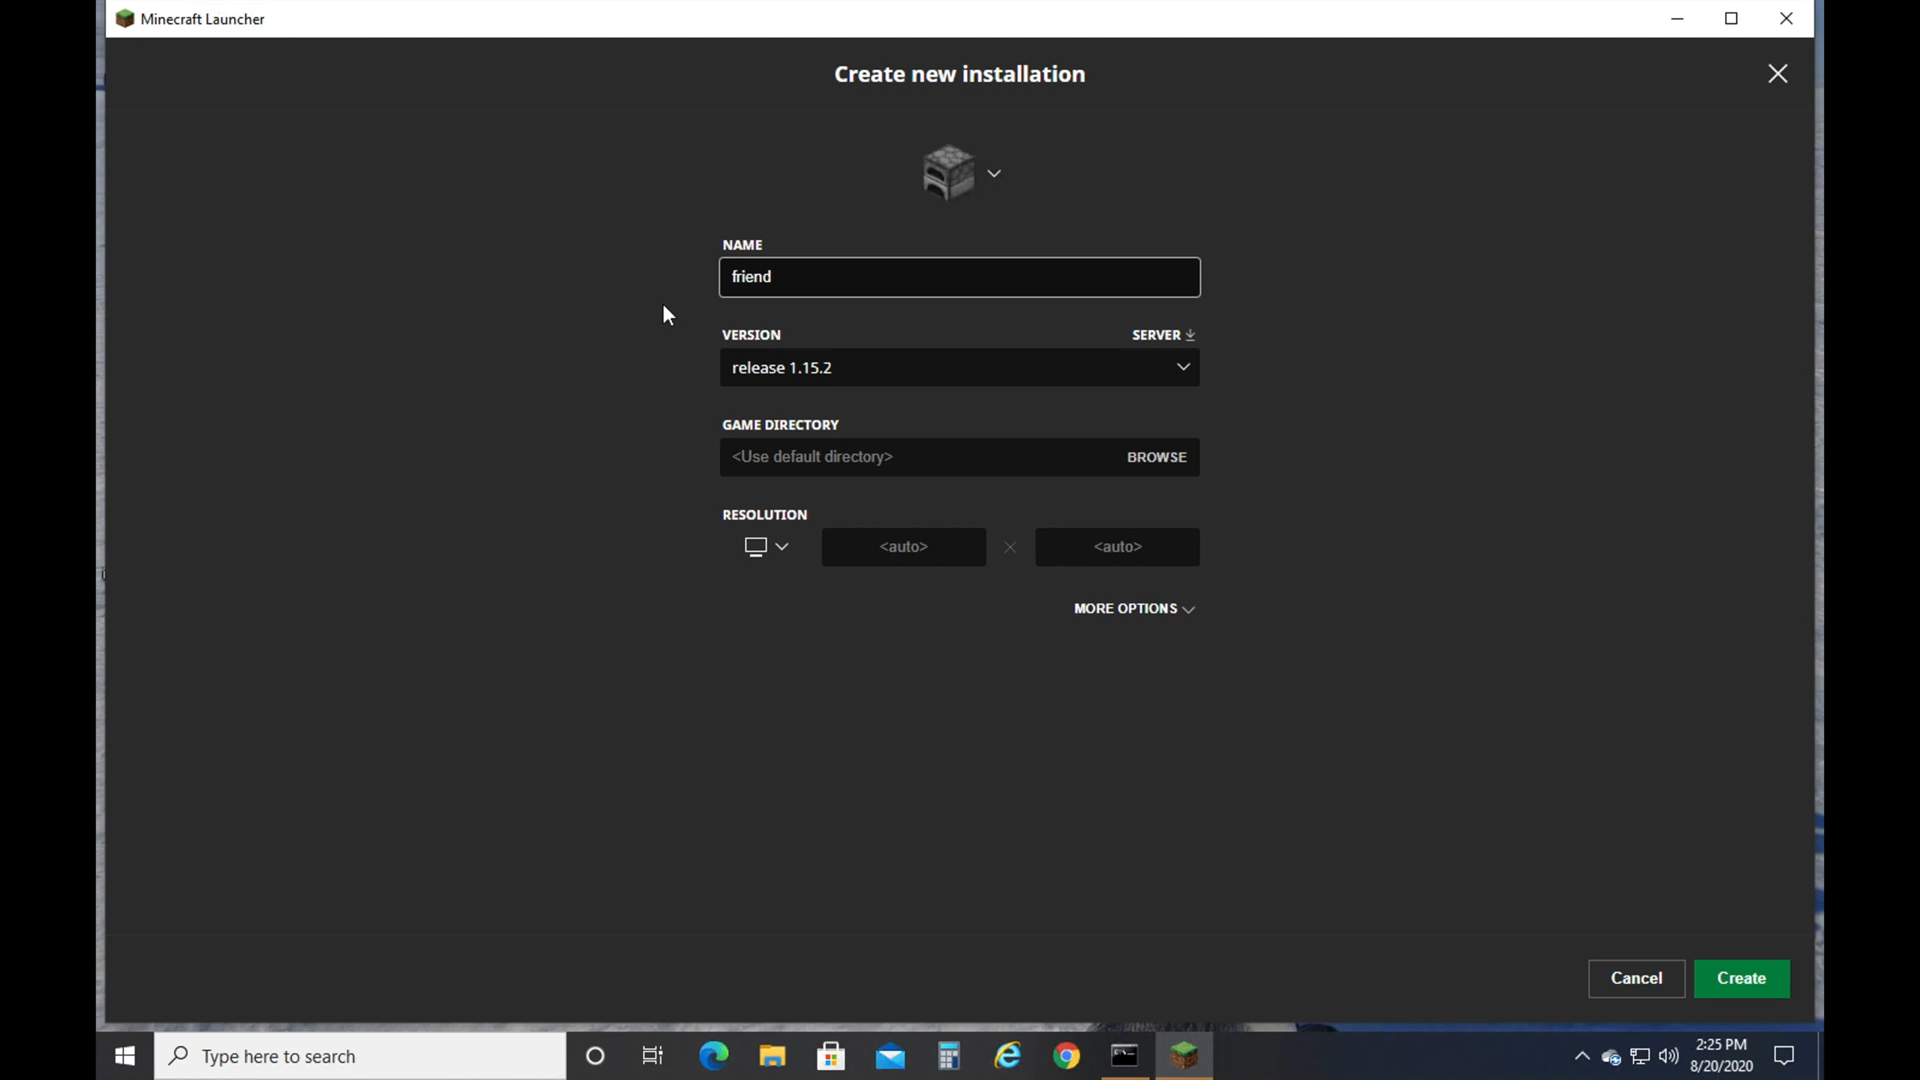 Minecraft Launcher
Create new installation
NAME
friend
VERSION
SERVER
release 1.15.2
GAME DIRECTORY
<Use default directory>
BROWSE
RESOLUTION
<auto>
<auto>
MORE OPTIONS
Cancel
Create
Type here to search
2:25 PM
8/20/2020